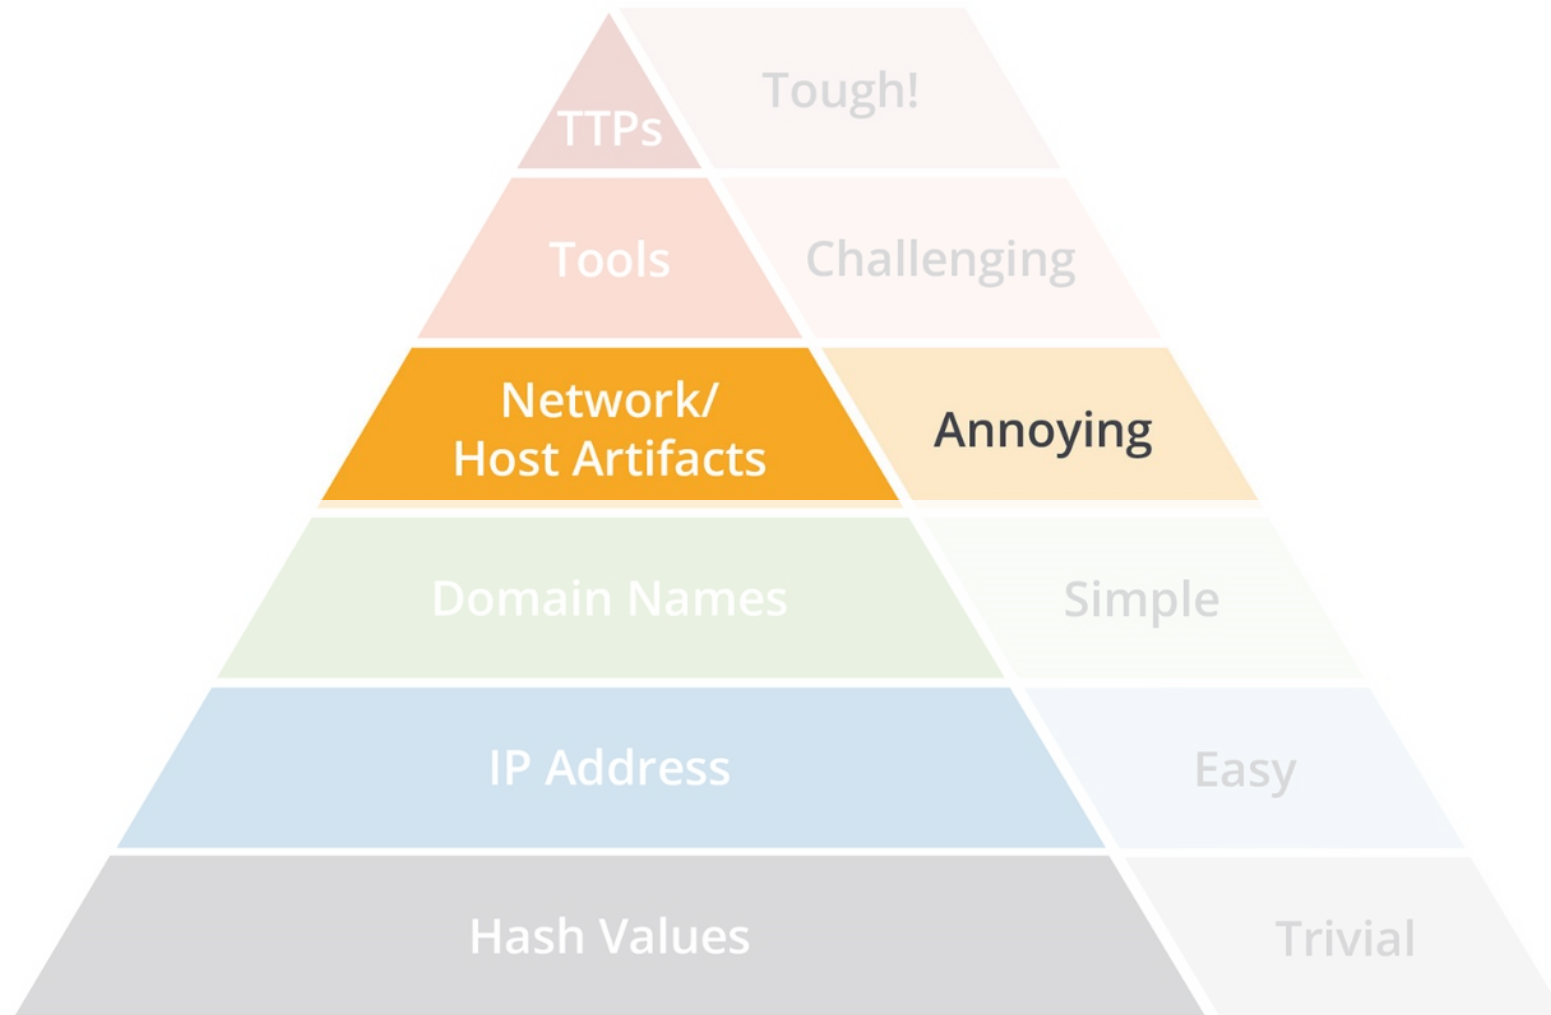 TTPs
Tough!
Tools
Challenging
Network/
Host Artifacts
Annoying
Domain Names
Simple
IP Address
Easy
Hash Values
Trivial